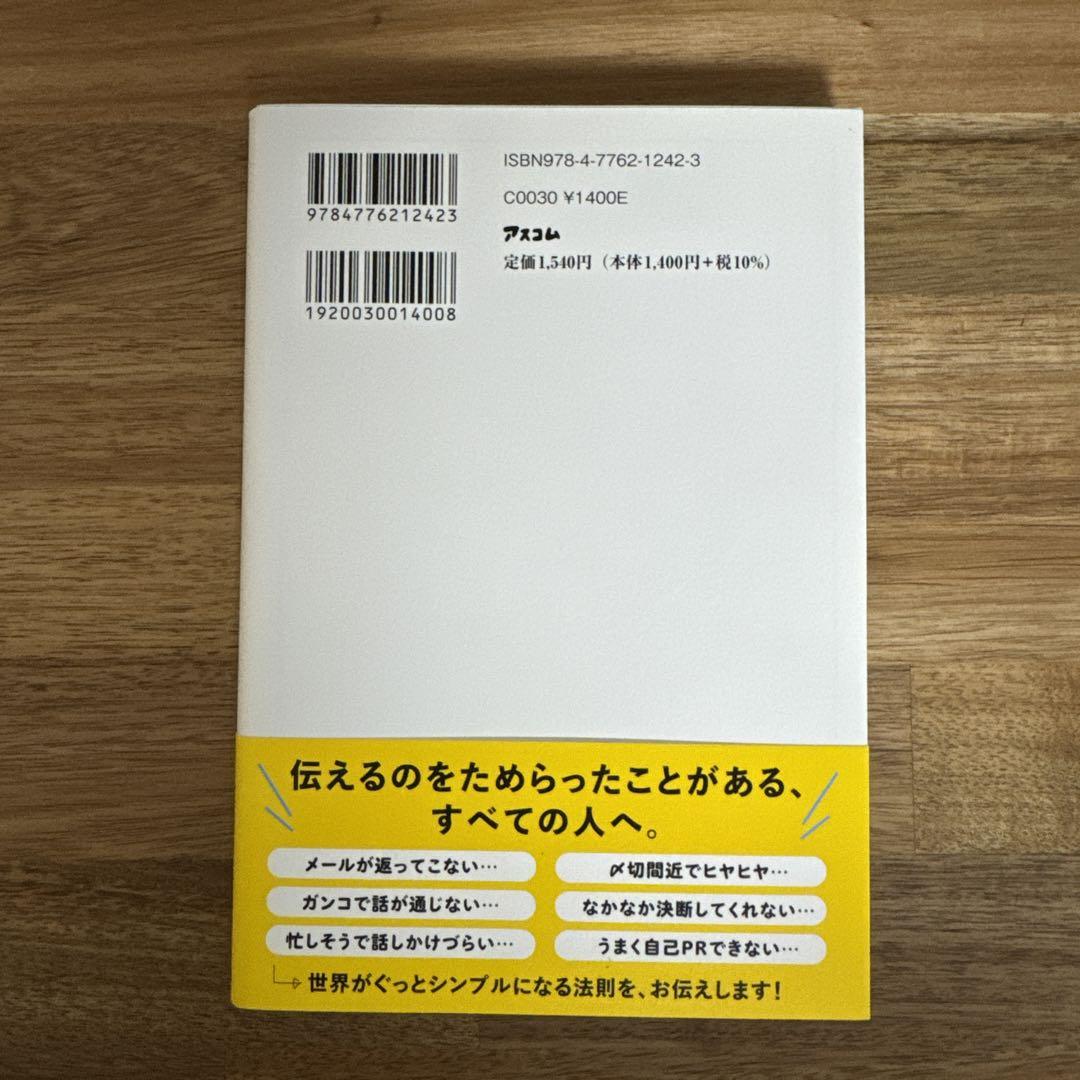 9784776212423
1920030014008
ISBN978-4-7762-1242-3
C0030 ¥1400E
アスコム
定価1,540円（本体1,400円＋税10%）
伝えるのをためらったことがある、
すべての人へ。
メールが返ってこない…
〆切間近でヒヤヒヤ…
ガンコで話が通じない…
なかなか決断してくれない…
忙しそうで話しかけづらい…
うまく自己PRできない…
世界がぐっとシンプルになる法則を、お伝えします！